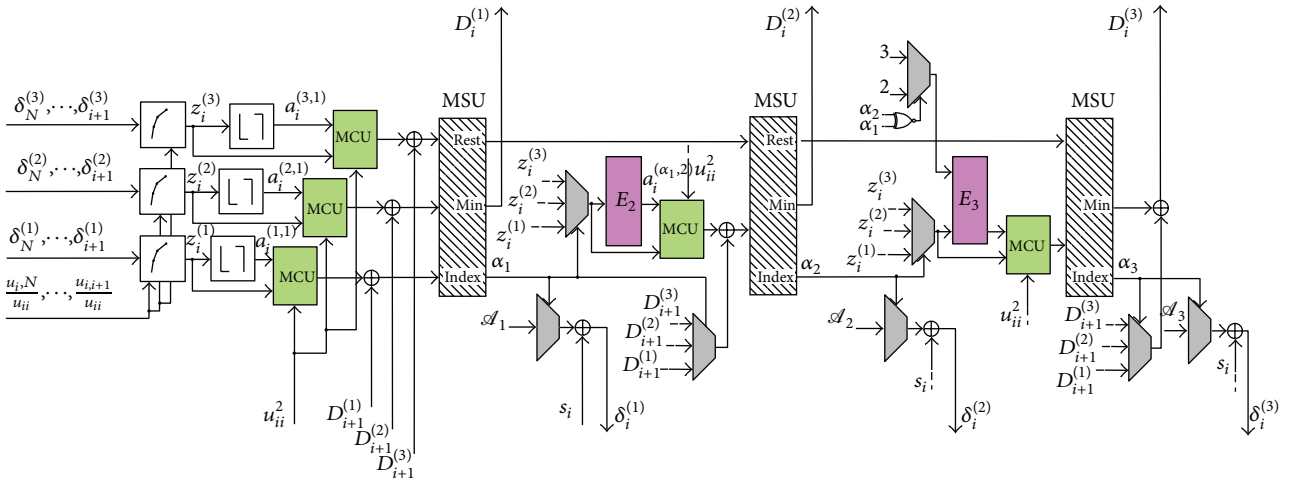 D_i^{(1)}
D_i^{(2)}
D_i^{(3)}
δ_N^{(3)},⋯,δ_{i+1}^{(3)}
z_i^{(3)}
a_i^{(3,1)}
MCU
δ_N^{(2)},⋯,δ_{i+1}^{(2)}
z_i^{(2)}
a_i^{(2,1)}
MCU
δ_N^{(1)},⋯,δ_{i+1}^{(1)}
z_i^{(1)}
a_i^{(1,1)}
MCU
u_{i,N}/u_{ii},⋯,u_{i,i+1}/u_{ii}
u_{ii}^2
D_{i+1}^{(1)}
D_{i+1}^{(2)}
D_{i+1}^{(3)}
MSU
Rest
Min
Index
α_1
z_i^{(3)}
z_i^{(2)}
z_i^{(1)}
E_2
a_i^{(α_1,2)}
u_{ii}^2
MCU
𝒜_1
s_i
δ_i^{(1)}
D_{i+1}^{(3)}
D_{i+1}^{(2)}
D_{i+1}^{(1)}
MSU
Rest
Min
Index
α_2
3
2
α_2
α_1
z_i^{(3)}
z_i^{(2)}
z_i^{(1)}
E_3
MCU
u_{ii}^2
𝒜_2
s_i
δ_i^{(2)}
MSU
Rest
Min
Index
α_3
D_{i+1}^{(3)}
D_{i+1}^{(2)}
D_{i+1}^{(1)}
𝒜_3
s_i
δ_i^{(3)}